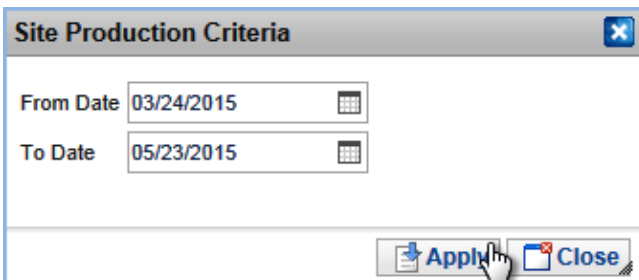 Site Production Criteria
From Date 03/24/2015
To Date 05/23/2015
Apply Close